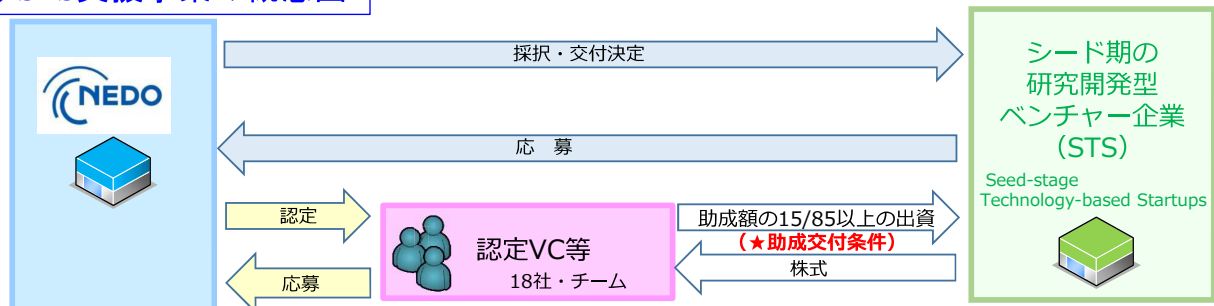 採択・交付決定
NEDO
シード期の
研究開発型
ベンチャー企業
（STS）
Seed-stage
Technology-based Startups
応　募
認定
認定VC等
18社・チーム
助成額の15/85以上の出資
（★助成交付条件）
株式
応募